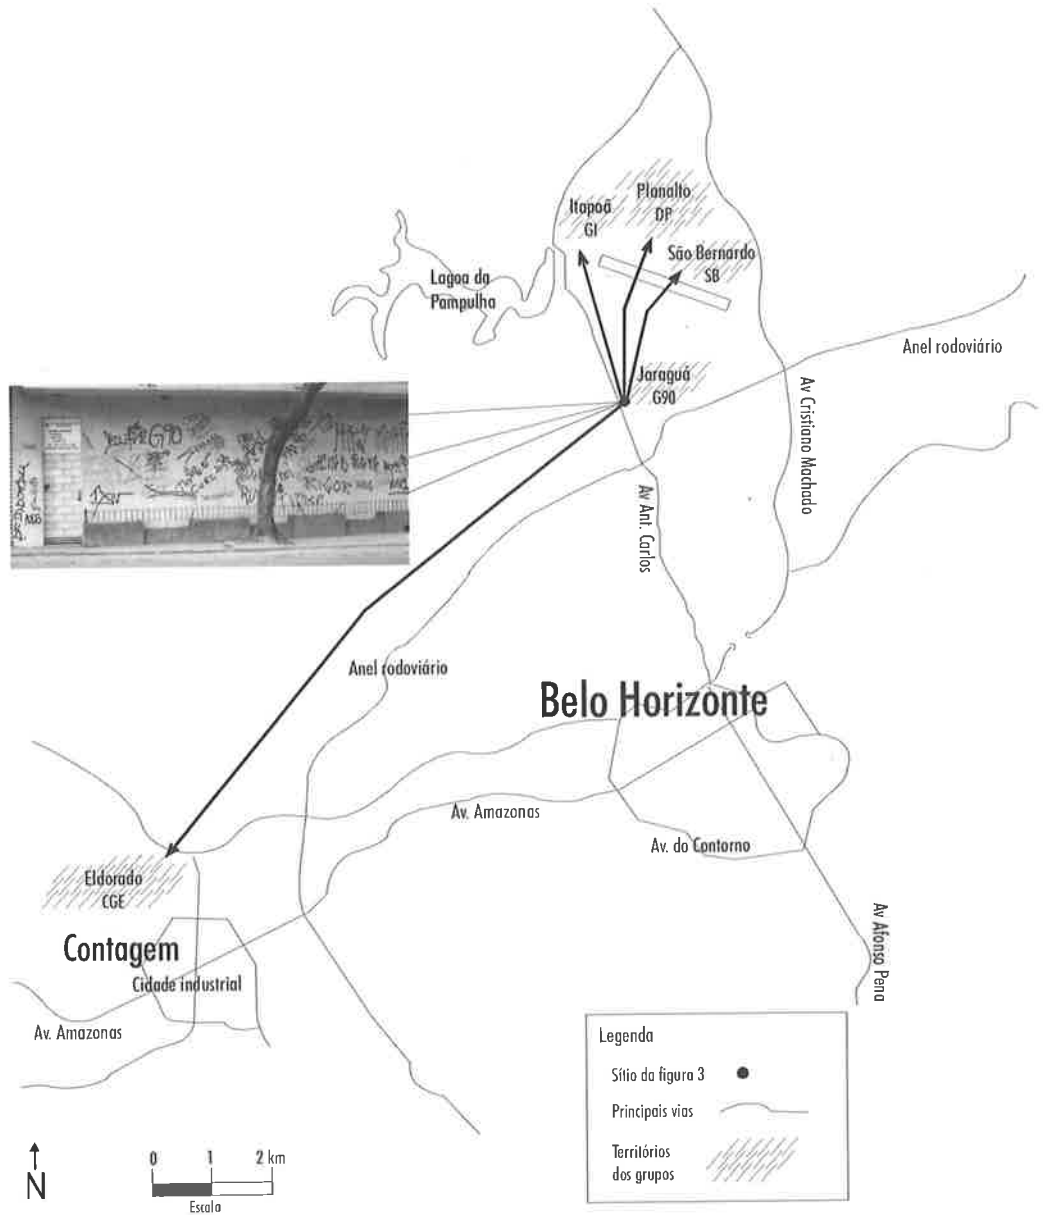 Planalto
DP
Itapoã
GI
São Bernardo
SB
Lagoa da
Pampulha
Anel rodoviário
Jaraguá
G90
Av Cristiano Machado
G90
Av Ant. Carlos
Anel rodoviário
Belo Horizonte
Av. Amazonas
Av. do Contorno
Eldorado
CGE
Av Afonso Pena
Contagem
Cidade industrial
Av. Amazonas
Legenda
Sítio da figura 3
Principais vias
Territórios
dos grupos
0 1 2 km
Escala
N